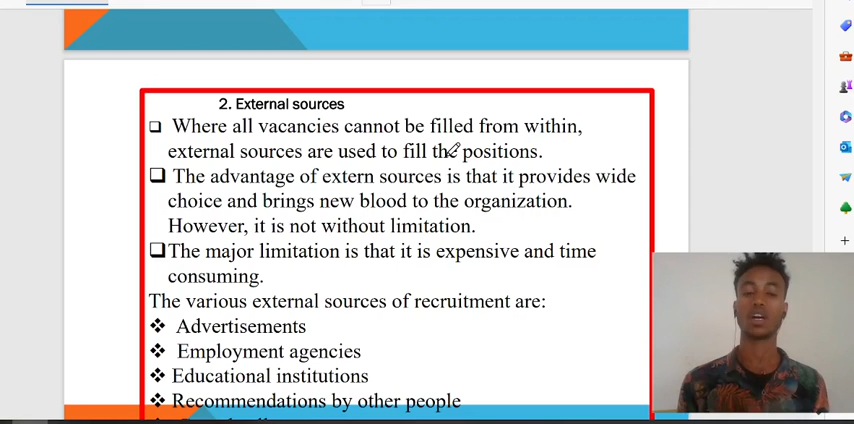 2. External sources
Where all vacancies cannot be filled from within,
external sources are used to fill the positions.
The advantage of extern sources is that it provides wide
choice and brings new blood to the organization.
However, it is not without limitation.
The major limitation is that it is expensive and time
consuming.
The various external sources of recruitment are:
Advertisements
Employment agencies
Educational institutions
Recommendations by other people